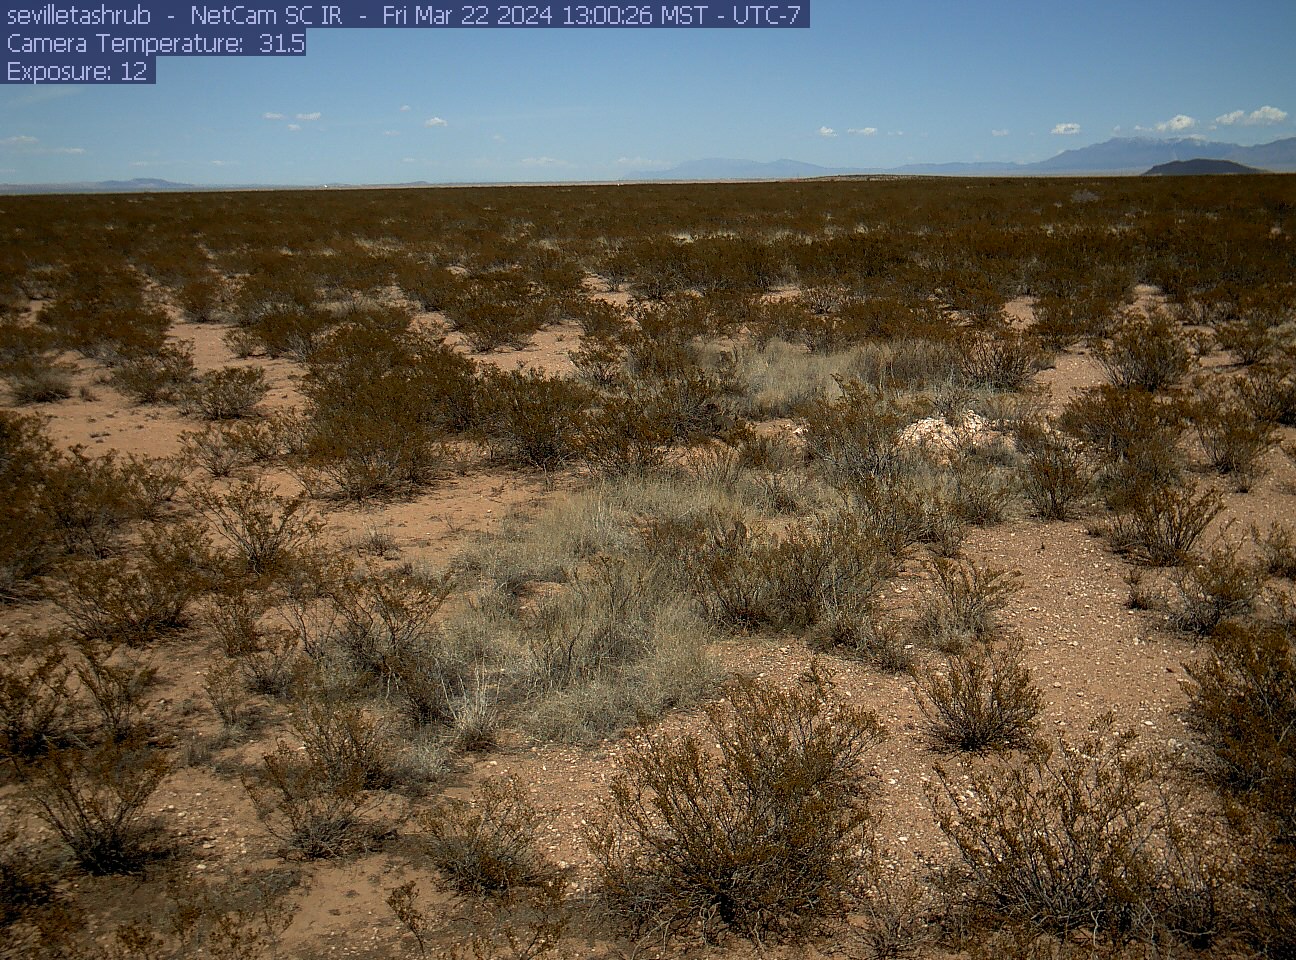 sevilletashrub - NetCam SC IR - Fri Mar 22 2024 13:00:26 MST - UTC-7
Camera Temperature: 31.5
Exposure: 12